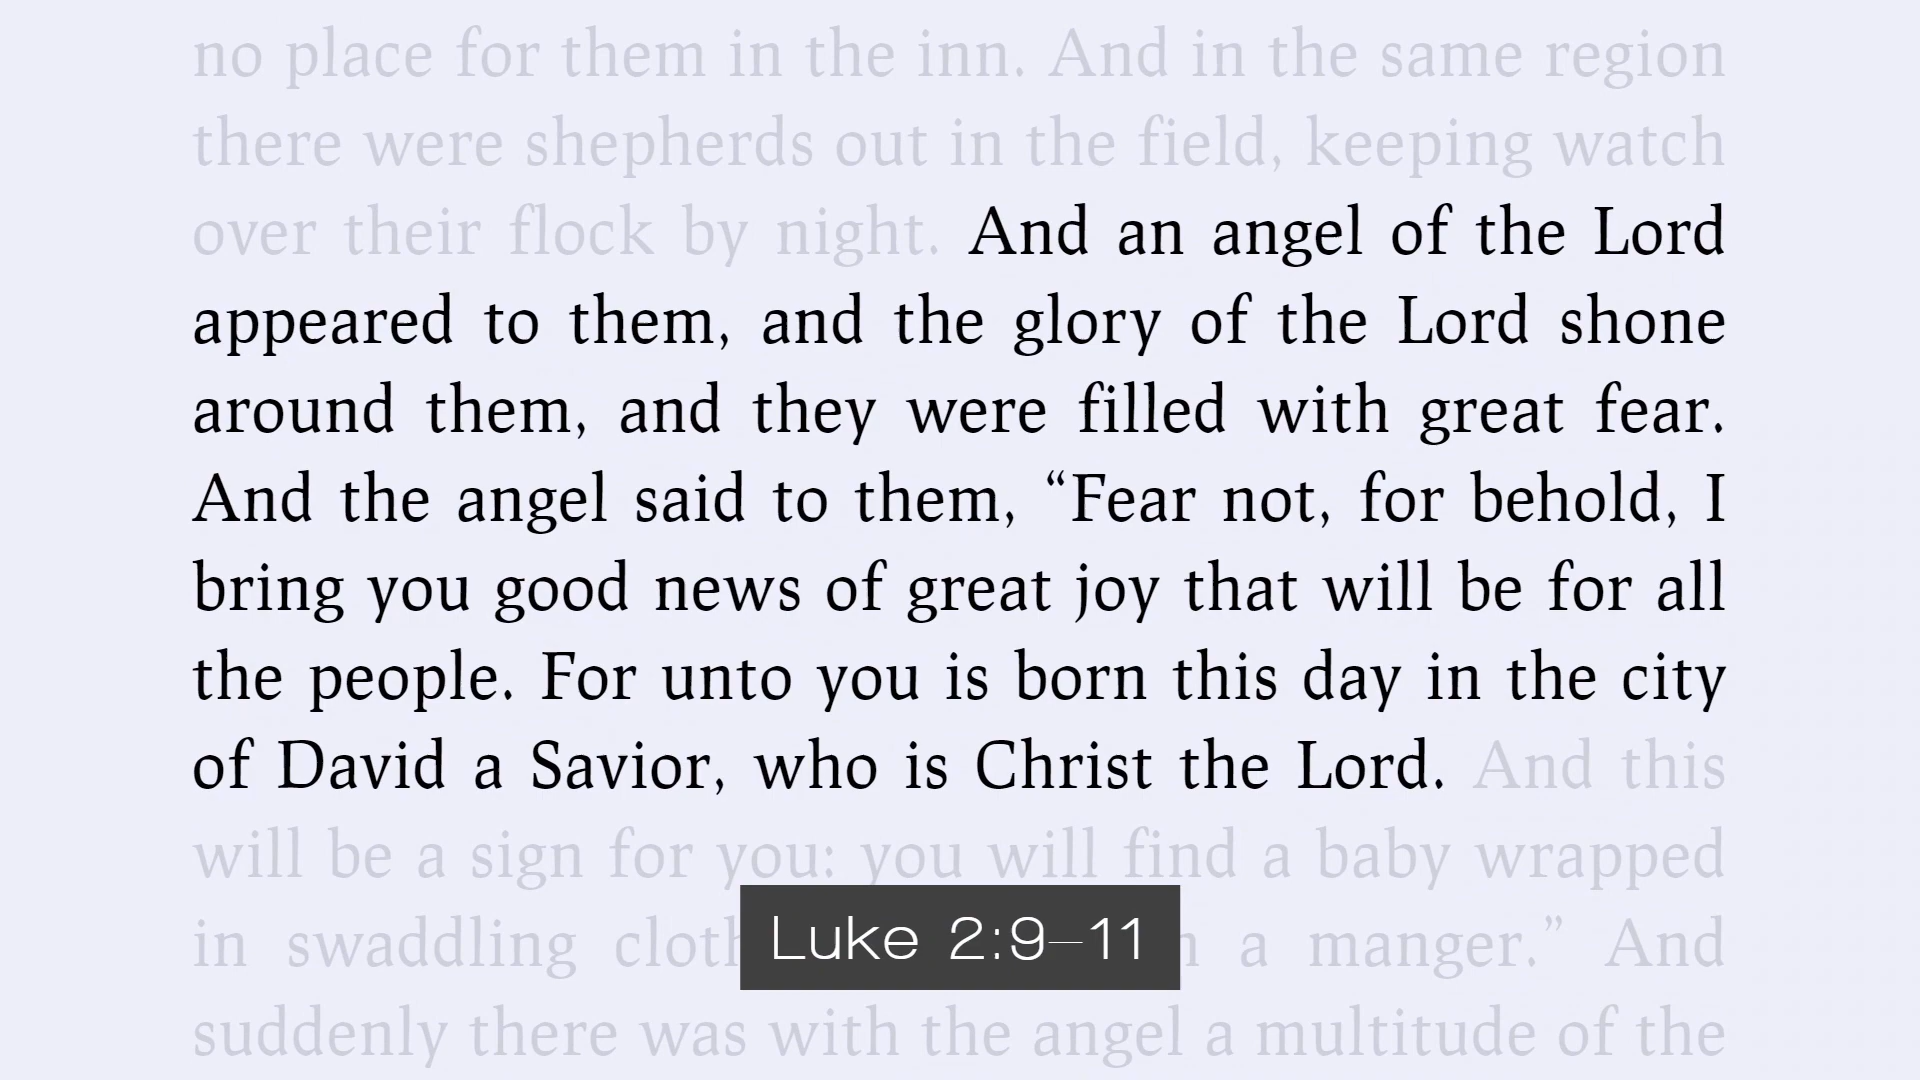 no place for them in the inn. And in the same region
there were shepherds out in the field, keeping watch
over their flock by night. And an angel of the Lord
appeared to them, and the glory of the Lord shone
around them, and they were filled with great fear.
And the angel said to them, “Fear not, for behold, I
bring you good news of great joy that will be for all
the people. For unto you is born this day in the city
of David a Savior, who is Christ the Lord. And this
will be a sign for you: you will find a baby wrapped
in swaddling a manger.” And
Luke 2:9–11
suddenly there was with the angel a multitude of the